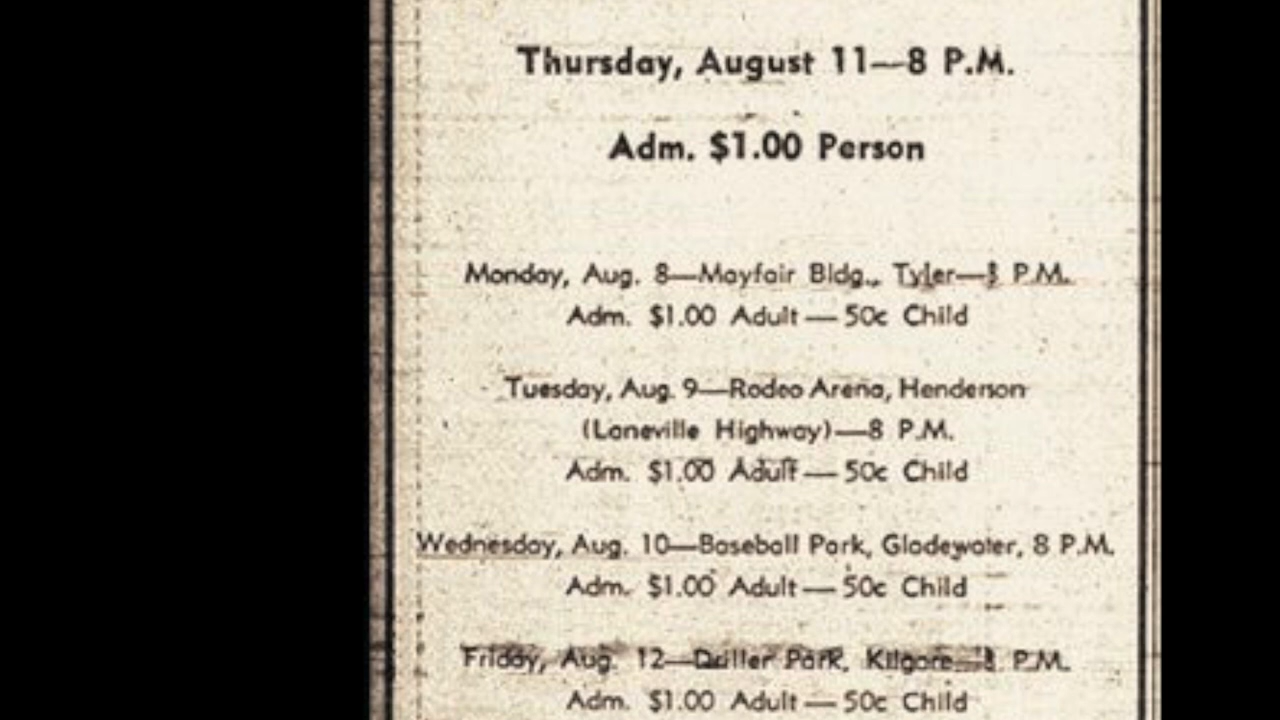 Thursday, August 11—8 P.M.
Adm. $1.00 Person
Monday, Aug. 8—Mayfair Bldg., Tyler—8 P.M.
Adm. $1.00 Adult — 50c Child
Tuesday, Aug. 9—Rodeo Arena, Henderson
(Laneville Highway)—8 P.M.
Adm. $1.00 Adult — 50c Child
Wednesday, Aug. 10—Baseball Park, Gladewater, 8 P.M.
Adm. $1.00 Adult — 50c Child
Friday, Aug. 12—Driller Park, Kilgore—8 P.M.
Adm. $1.00 Adult — 50c Child